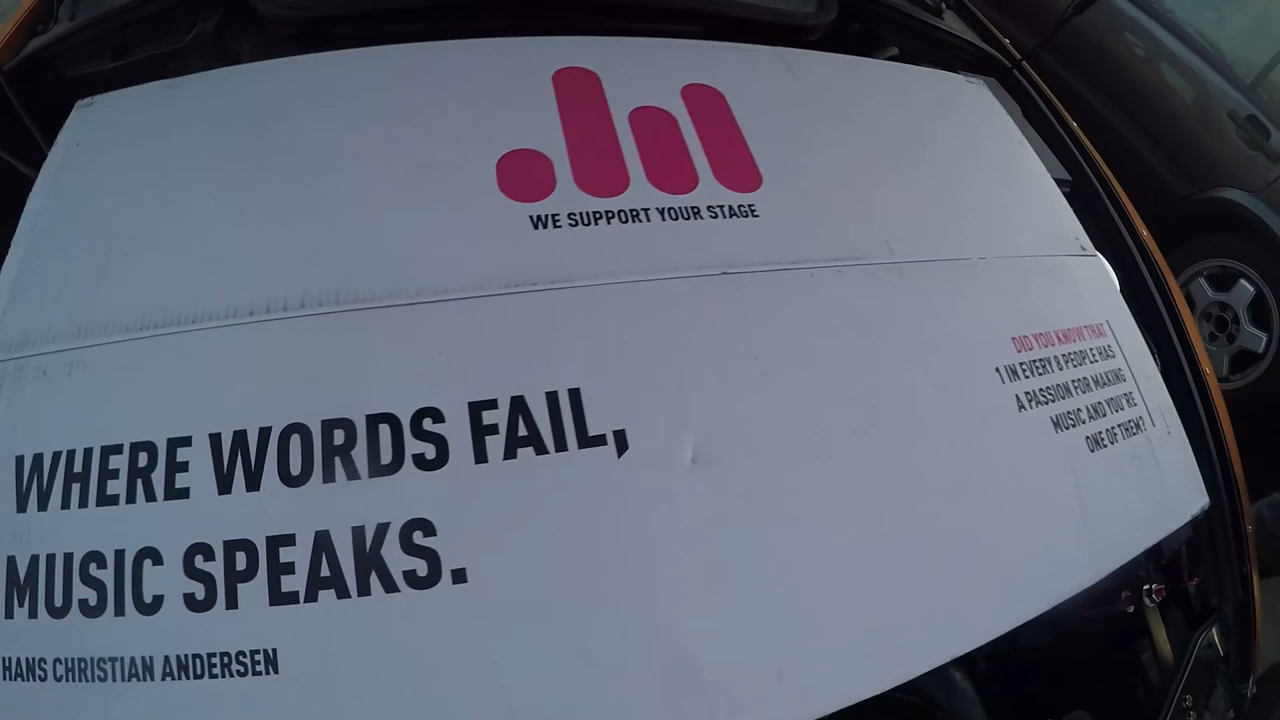 WE SUPPORT YOUR STAGE
DID YOU KNOW THAT
1 IN EVERY 8 PEOPLE HAS
A PASSION FOR MAKING
MUSIC AND YOU'RE
ONE OF THEM?
WHERE WORDS FAIL,
MUSIC SPEAKS.
HANS CHRISTIAN ANDERSEN